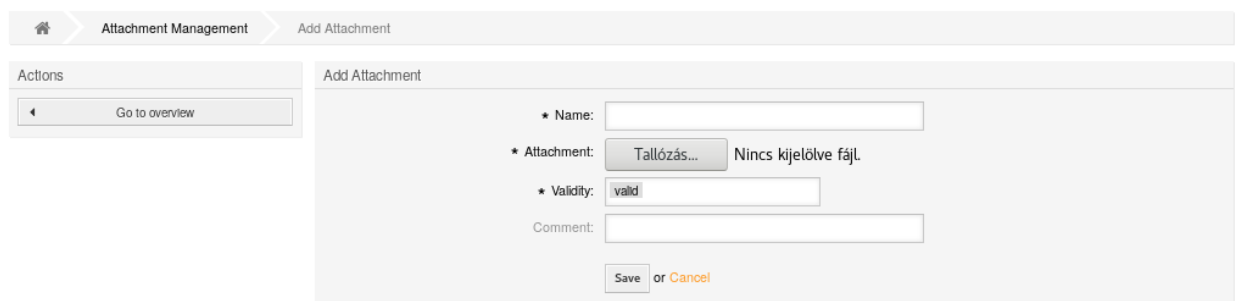 Attachment Management Add Attachment
Actions
Go to overview
Add Attachment
★ Name:
★ Attachment: Tallózás... Nincs kijelölve fájl.
★ Validity: valid
Comment:
Save or Cancel